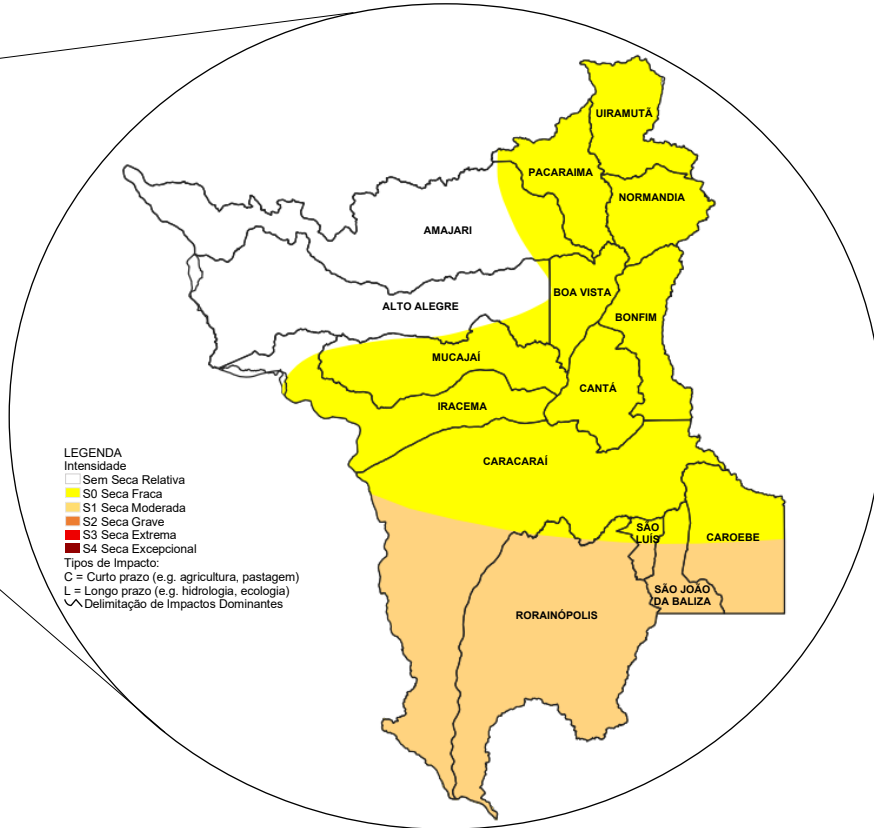 UIRAMUTÃ
PACARAIMA
NORMANDIA
AMAJARI
BOA VISTA
ALTO ALEGRE
BONFIM
MUCAJAÍ
CANTÁ
IRACEMA
CARACARAÍ
LEGENDA
Intensidade
Sem Seca Relativa
S0 Seca Fraca
S1 Seca Moderada
S2 Seca Grave
S3 Seca Extrema
S4 Seca Excepcional
Tipos de Impacto:
C = Curto prazo (e.g. agricultura, pastagem)
L = Longo prazo (e.g. hidrologia, ecologia)
Delimitação de Impactos Dominantes
SÃO
LUÍS
CAROEBE
SÃO JOÃO
DA BALIZA
RORAINÓPOLIS